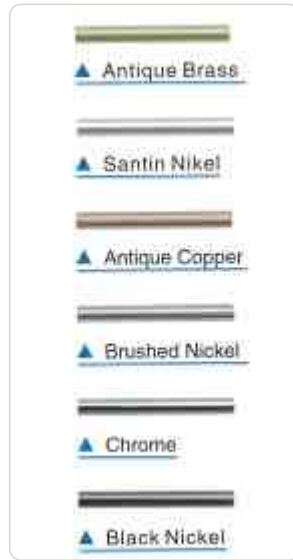 Antique Brass
Santin Nikel
Antique Copper
Brushed Nickel
Chrome
Black Nickel